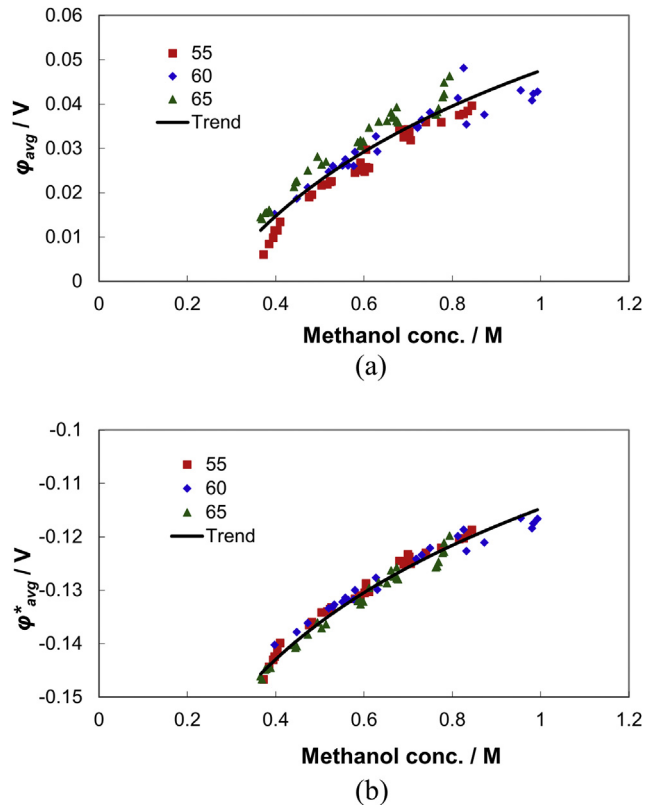 0.06
0.05
0.04
0.03
0.02
0.01
0
φavg / V
55
60
65
Trend
0 0.2 0.4 0.6 0.8 1 1.2
Methanol conc. / M
(a)
-0.1
-0.11
-0.12
-0.13
-0.14
-0.15
φ*avg / V
55
60
65
Trend
0 0.2 0.4 0.6 0.8 1 1.2
Methanol conc. / M
(b)